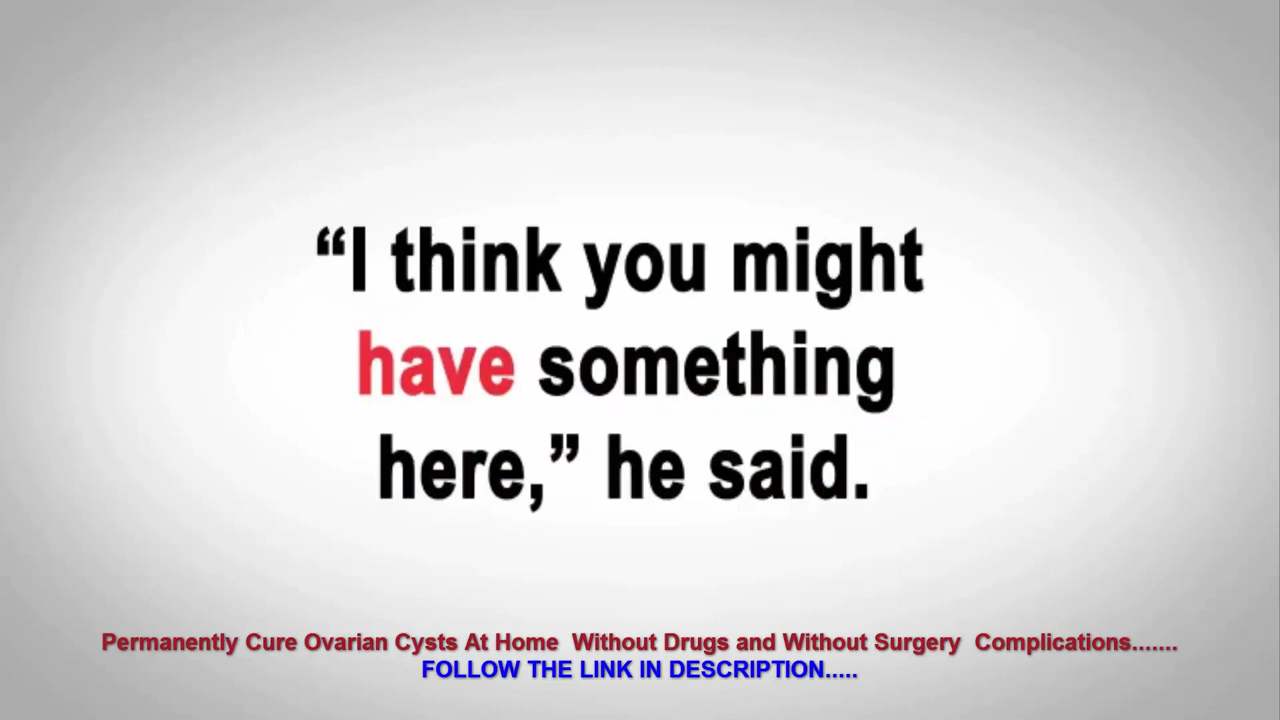 “I think you might
have something
here,” he said.
Permanently Cure Ovarian Cysts At Home  Without Drugs and Without Surgery  Complications.......
FOLLOW THE LINK IN DESCRIPTION.....